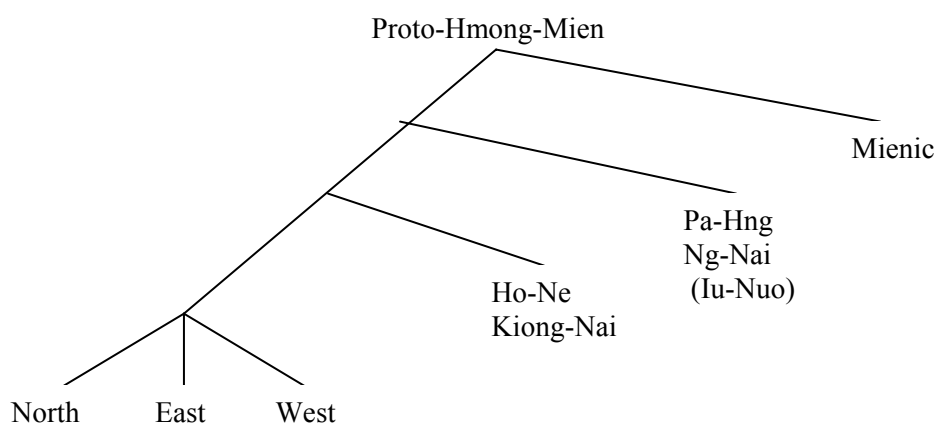 Proto-Hmong-Mien
Mienic
Pa-Hng
Ng-Nai
(Iu-Nuo)
Ho-Ne
Kiong-Nai
North East West